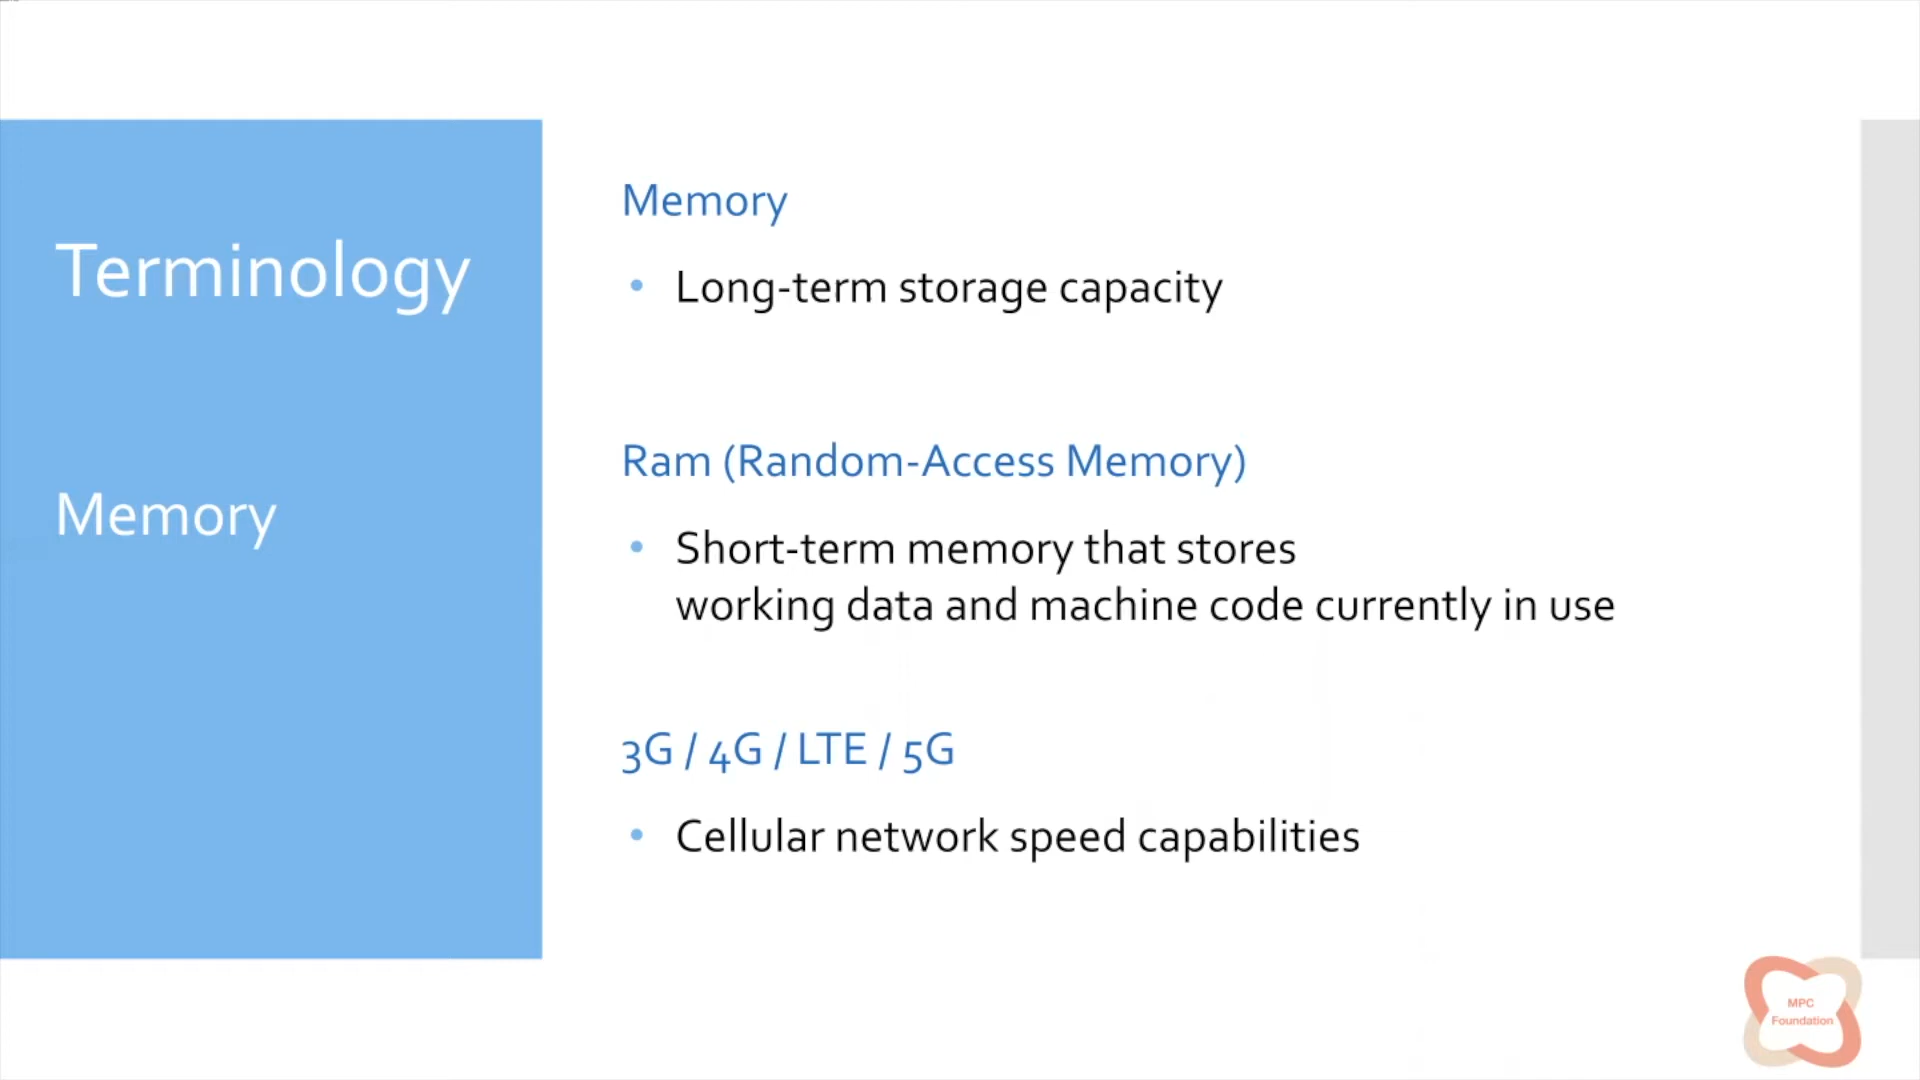 Terminology
Memory
Memory
• Long-term storage capacity
Ram (Random-Access Memory)
• Short-term memory that stores
working data and machine code currently in use
3G / 4G / LTE / 5G
• Cellular network speed capabilities
MPC
Foundation